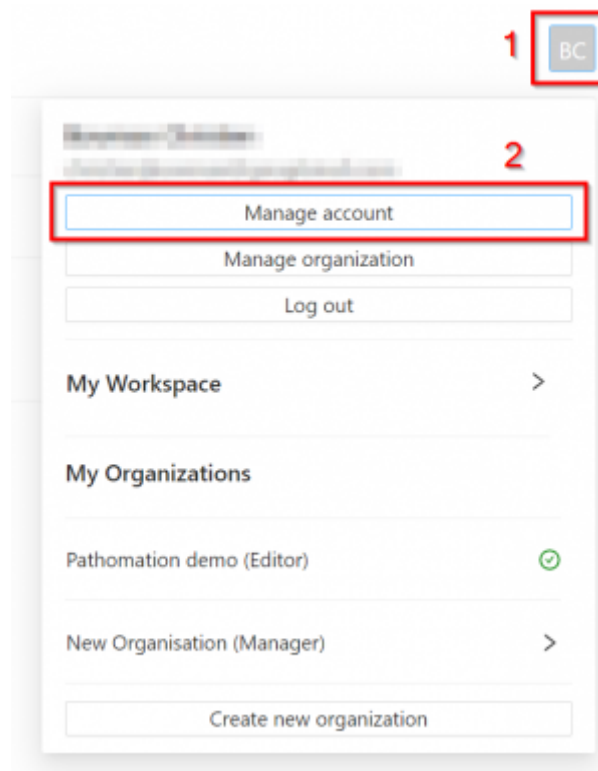 1
BC
2
Manage account
Manage organization
Log out
My Workspace
My Organizations
Pathomation demo (Editor)
New Organisation (Manager)
Create new organization